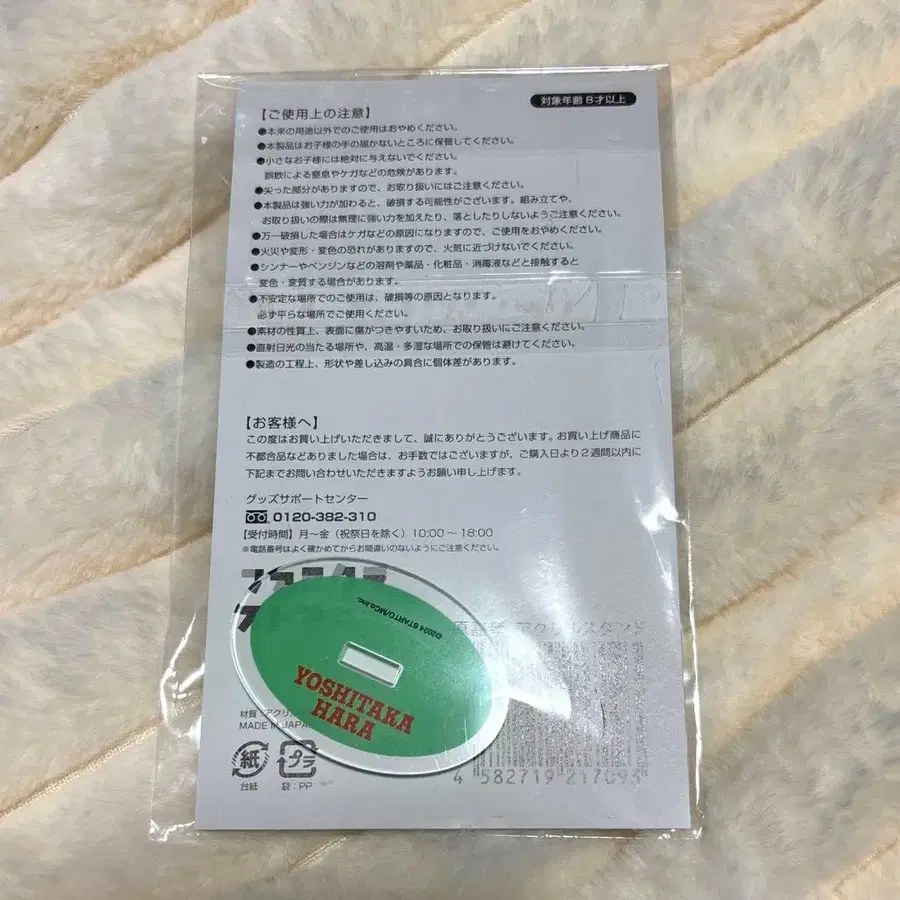 対象年齢8才以上
【ご使用上の注意】
●本来の用途以外でのご使用はおやめください。
●本製品はお子様の手の届かないところに保管してください。
●小さなお子様には絶対に与えないでください。
誤飲による窒息やケガなどの危険があります。
●尖った部分がありますので、お取り扱いにはご注意ください。
●本製品は強い力が加わると、破損する可能性がございます。組み立てや、
お取り扱いの際は無理に強い力を加えたり、落としたりしないようご注意ください。
●万一破損した場合はケガなどの原因になりますので、ご使用をおやめください。
●火災や変形・変色の恐れがありますので、火気に近づけないでください。
●シンナーやベンジンなどの溶剤や薬品・化粧品・消毒液などと接触すると
変色・変質する場合があります。
●不安定な場所でのご使用は、破損等の原因となります。
必ず平らな場所でご使用ください。
●素材の性質上、表面に傷がつきやすいため、お取り扱いにご注意ください。
●直射日光の当たる場所や、高温・多湿な場所での保管は避けてください。
●製造の工程上、形状や差し込みの具合に個体差があります。
【お客様へ】
この度はお買い上げいただきまして、誠にありがとうございます。お買い上げ商品に
不都合品などありました場合は、お手数ではございますが、ご購入日より2週間以内に
下記までお問い合わせいただきますようお願い申し上げます。
グッズサポートセンター
0120-382-310
【受付時間】月〜金(祝祭日を除く)10:00〜18:00
※電話番号はよく確かめてからお間違いのないようにご注意ください。
©2024 STARTO/MCo.,Inc.
原嘉孝 アクリルスタンド
YOSHITAKA
HARA
材質:アクリ
MADE IN JAPA
紙
プラ
台紙
袋:PP
4 582719 217093